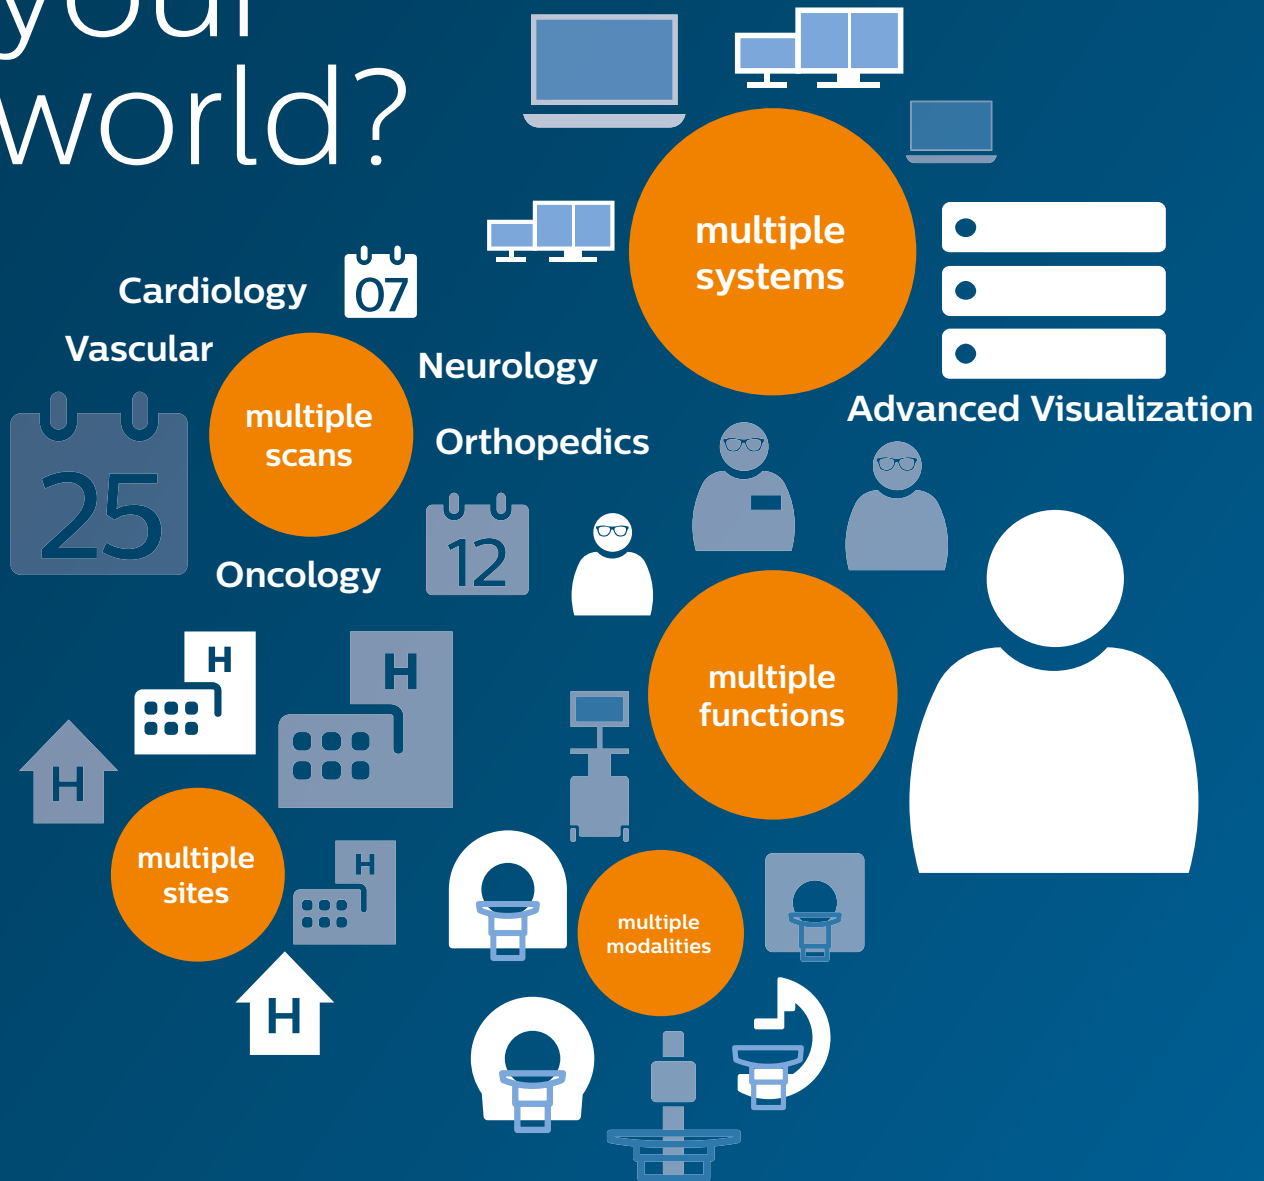 your
world?
multiple
systems
Cardiology
07
Vascular
Neurology
multiple
scans
Advanced Visualization
Orthopedics
25
12
Oncology
H
H
H
multiple
functions
multiple
sites
H
multiple
modalities
H